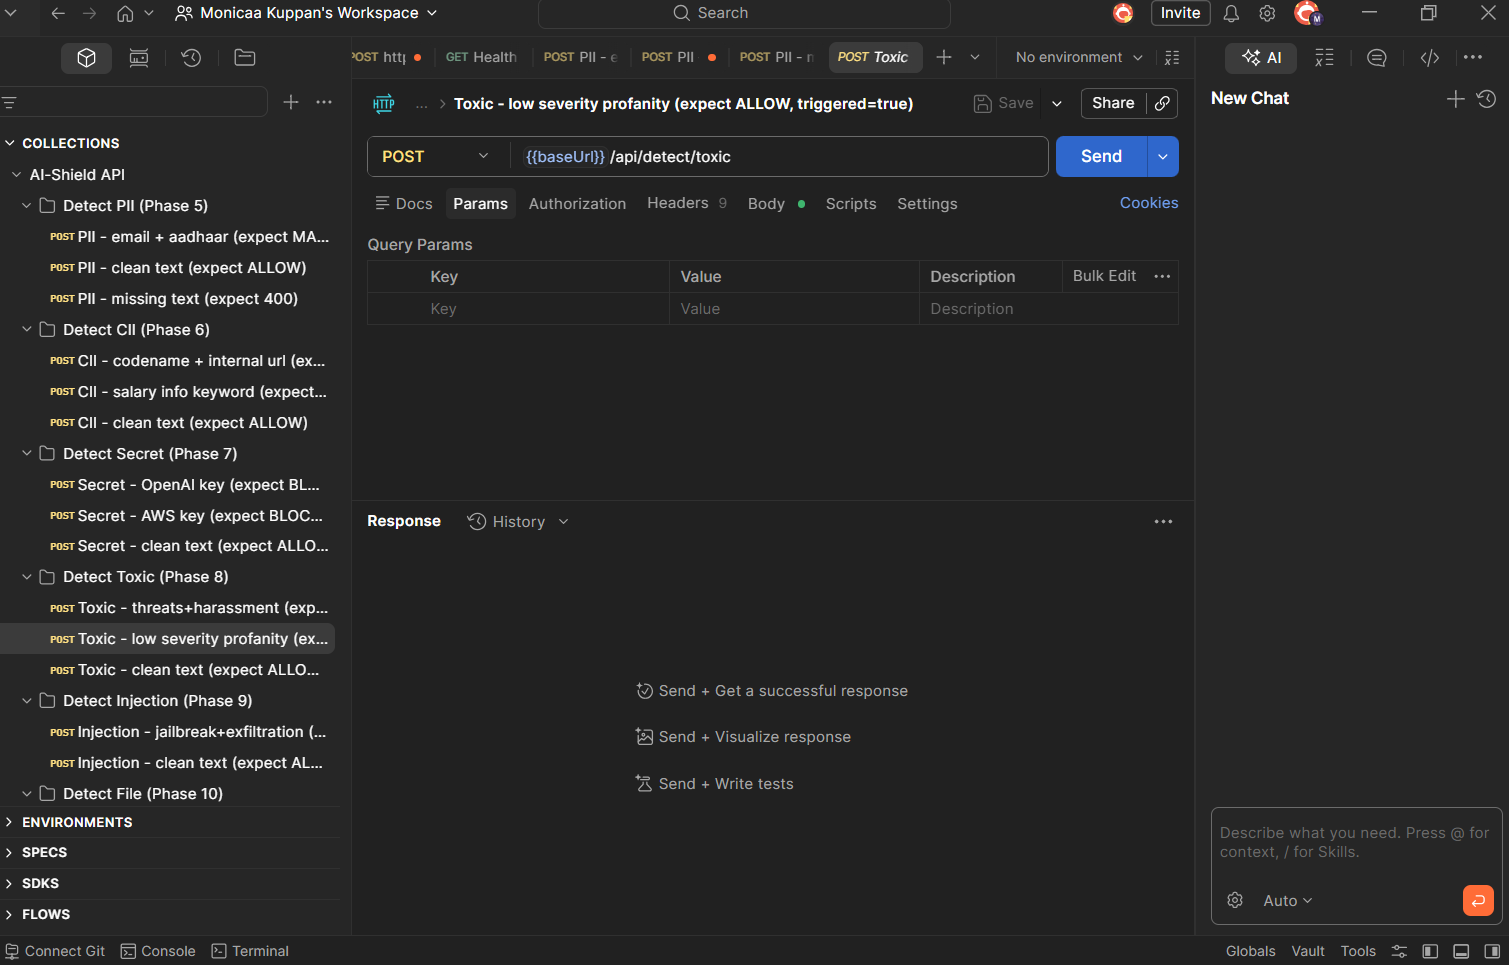 Monicaa Kuppan's Workspace
Search
Invite
M
POST http
GET Health
POST PII - e
POST PII
POST PII - n
POST Toxic
No environment
AI
HTTP
... > Toxic - low severity profanity (expect ALLOW, triggered=true)
Save
Share
New Chat
COLLECTIONS
AI-Shield API
Detect PII (Phase 5)
POST PII - email + aadhaar (expect MA...
POST PII - clean text (expect ALLOW)
POST PII - missing text (expect 400)
Detect CII (Phase 6)
POST CII - codename + internal url (ex...
POST CII - salary info keyword (expect...
POST CII - clean text (expect ALLOW)
Detect Secret (Phase 7)
POST Secret - OpenAI key (expect BL...
POST Secret - AWS key (expect BLOC...
POST Secret - clean text (expect ALLO...
Detect Toxic (Phase 8)
POST Toxic - threats+harassment (exp...
POST Toxic - low severity profanity (ex...
POST Toxic - clean text (expect ALLO...
Detect Injection (Phase 9)
POST Injection - jailbreak+exfiltration (...
POST Injection - clean text (expect AL...
Detect File (Phase 10)
ENVIRONMENTS
SPECS
SDKS
FLOWS
POST
{{baseUrl}} /api/detect/toxic
Send
Docs
Params
Authorization
Headers 9
Body
Scripts
Settings
Cookies
Query Params
Key
Value
Description
Bulk Edit
Key
Value
Description
Response
History
Send + Get a successful response
Send + Visualize response
Send + Write tests
Describe what you need. Press @ for
context, / for Skills.
Auto
Connect Git
Console
Terminal
Globals
Vault
Tools